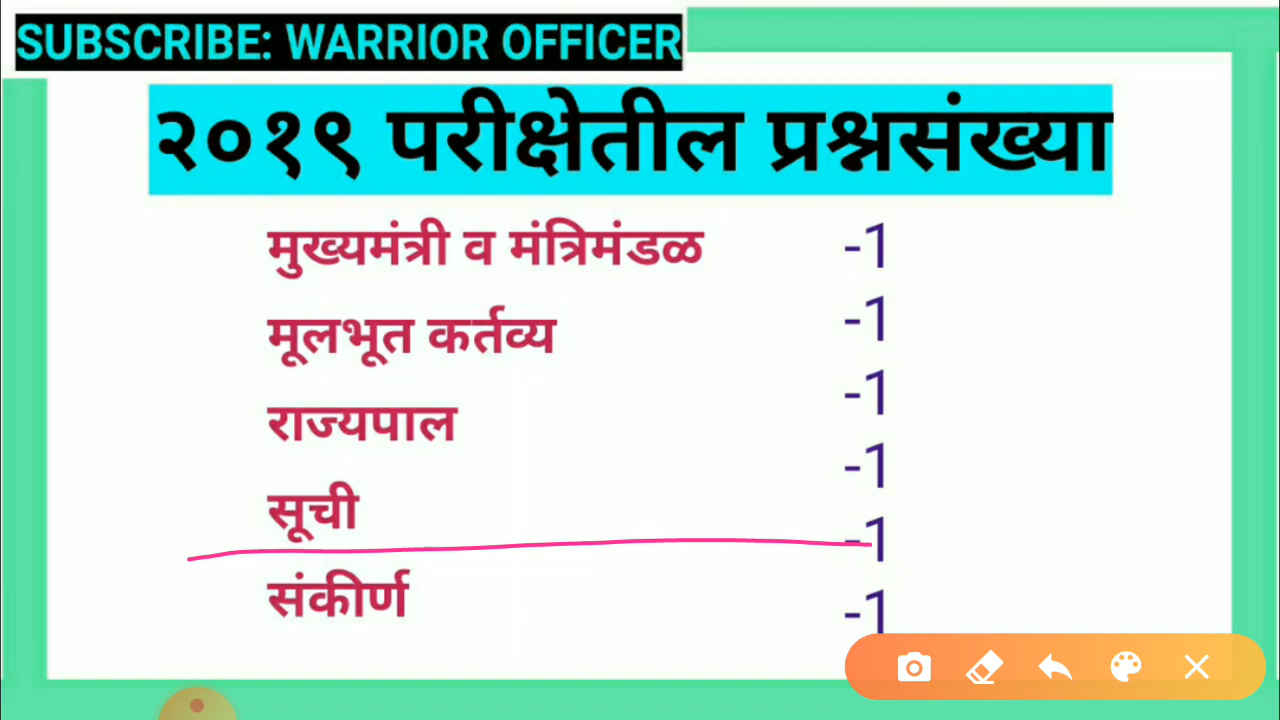 SUBSCRIBE: WARRIOR OFFICER
२०१९ परीक्षेतील प्रश्नसंख्या
मुख्यमंत्री व मंत्रिमंडळ -1
मूलभूत कर्तव्य -1
राज्यपाल -1
सूची -1
-1
संकीर्ण -1